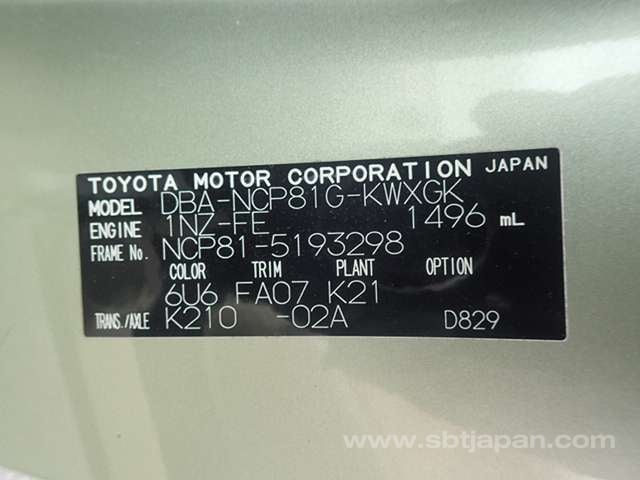 TOYOTA MOTOR CORPORATION JAPAN
MODEL DBA-NCP81G-KWXGK
ENGINE 1NZ-FE 1496 mL
FRAME No. NCP81-5193298
COLOR TRIM PLANT OPTION
6U6 FA07 K21
TRANS./AXLE K210 -02A D829
www.sbtjapan.com